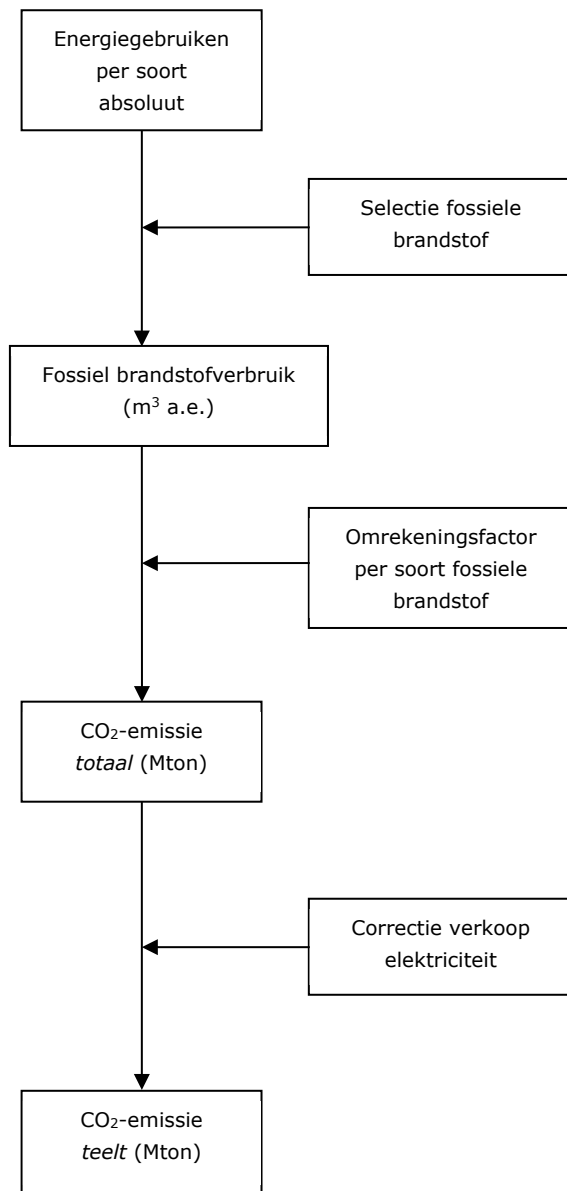 Energiegebruiken
per soort
absoluut
Selectie fossiele
brandstof
Fossiel brandstofverbruik
(m³ a.e.)
Omrekeningsfactor
per soort fossiele
brandstof
CO₂-emissie
totaal (Mton)
Correctie verkoop
elektriciteit
CO₂-emissie
teelt (Mton)